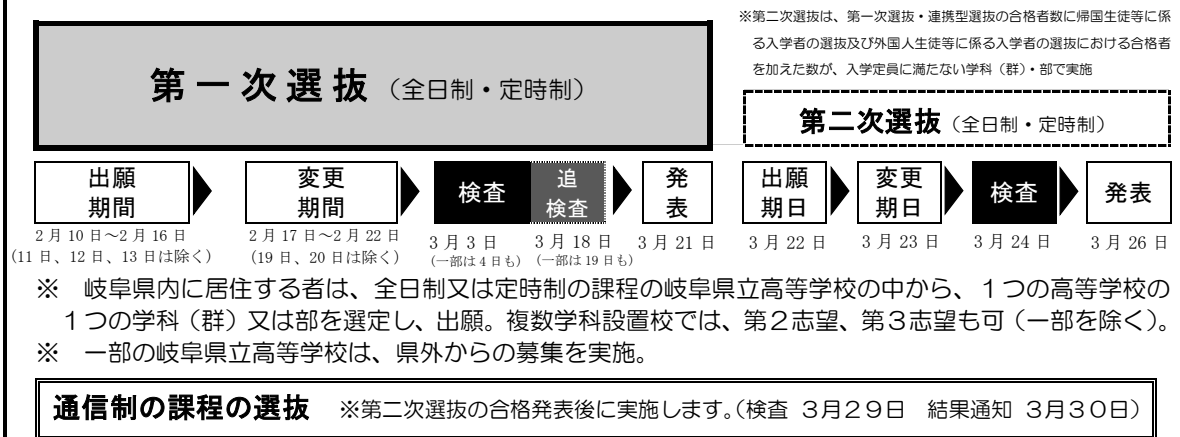 ※第二次選抜は、第一次選抜・連携型選抜の合格者数に帰国生徒等に係
る入学者の選抜及び外国人生徒等に係る入学者の選抜における合格者
を加えた数が、入学定員に満たない学科（群）・部で実施
第一次選抜（全日制・定時制）
第二次選抜（全日制・定時制）
出願
期間
変更
期間
検査
追
検査
発
表
出願
期日
変更
期日
検査
発表
2月10日～2月16日
(11日、12日、13日は除く)
2月17日～2月22日
(19日、20日は除く)
3月3日
(一部は4日も)
3月18日
(一部は19日も)
3月21日
3月22日
3月23日
3月24日
3月26日
※　岐阜県内に居住する者は、全日制又は定時制の課程の岐阜県立高等学校の中から、１つの高等学校の
１つの学科（群）又は部を選定し、出願。複数学科設置校では、第２志望、第３志望も可（一部を除く）。
※　一部の岐阜県立高等学校は、県外からの募集を実施。
通信制の課程の選抜　※第二次選抜の合格発表後に実施します。（検査 ３月２９日　結果通知 ３月３０日）